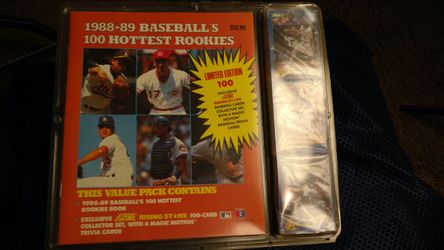 1988-89 BASEBALL'S
$12.95
100 HOTTEST ROOKIES
LIMITED EDITION
100
EXCLUSIVE
SCORE
RISING STARS
BASEBALL CARDS
COLLECTOR SET
WITH 6 MAGIC
MOTION
BASEBALL TRIVIA
CARDS
17
REDS
THIS VALUE PACK CONTAINS
1988-89 BASEBALL'S 100 HOTTEST
ROOKIES BOOK
EXCLUSIVE SCORE RISING STARS 100-CARD
COLLECTOR SET, WITH 6 MAGIC MOTION
TRIVIA CARDS